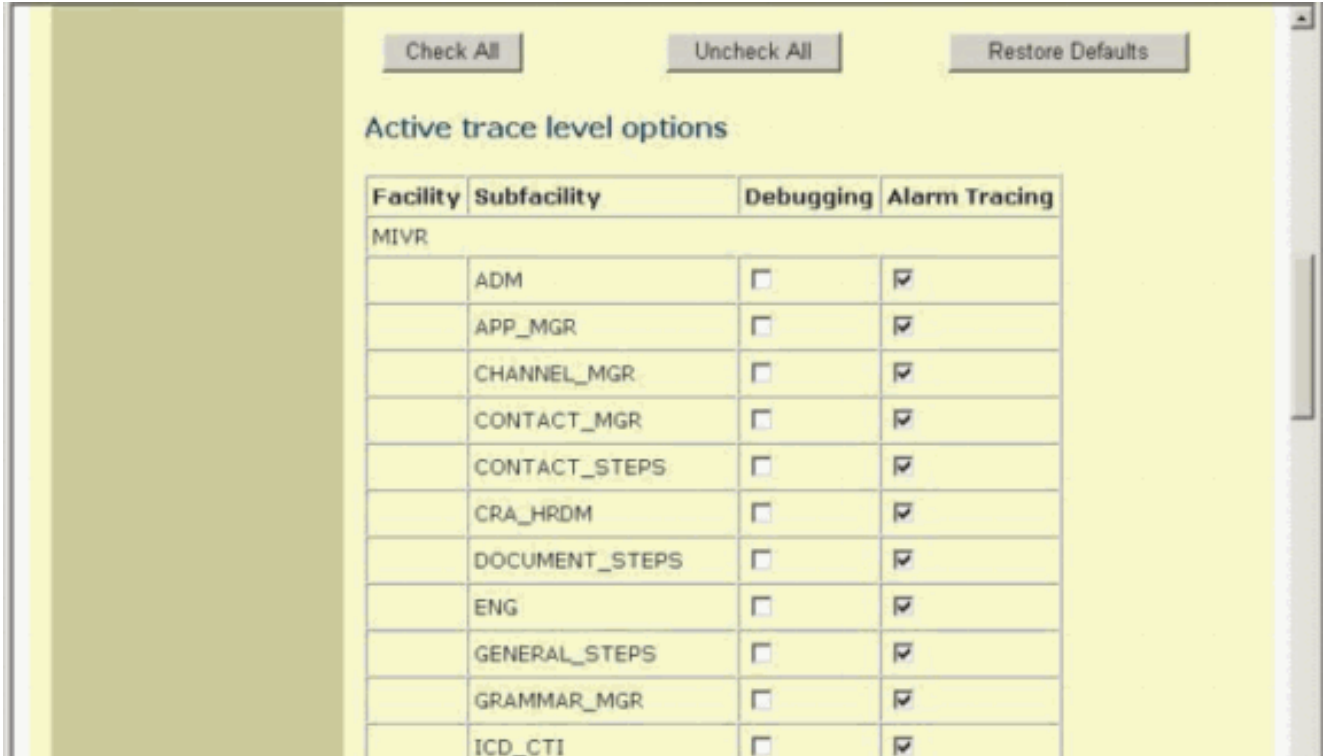 Check All Uncheck All Restore Defaults
Active trace level options
Facility Subfacility Debugging Alarm Tracing
MIVR
ADM
APP_MGR
CHANNEL_MGR
CONTACT_MGR
CONTACT_STEPS
CRA_HRDM
DOCUMENT_STEPS
ENG
GENERAL_STEPS
GRAMMAR_MGR
ICD_CTI